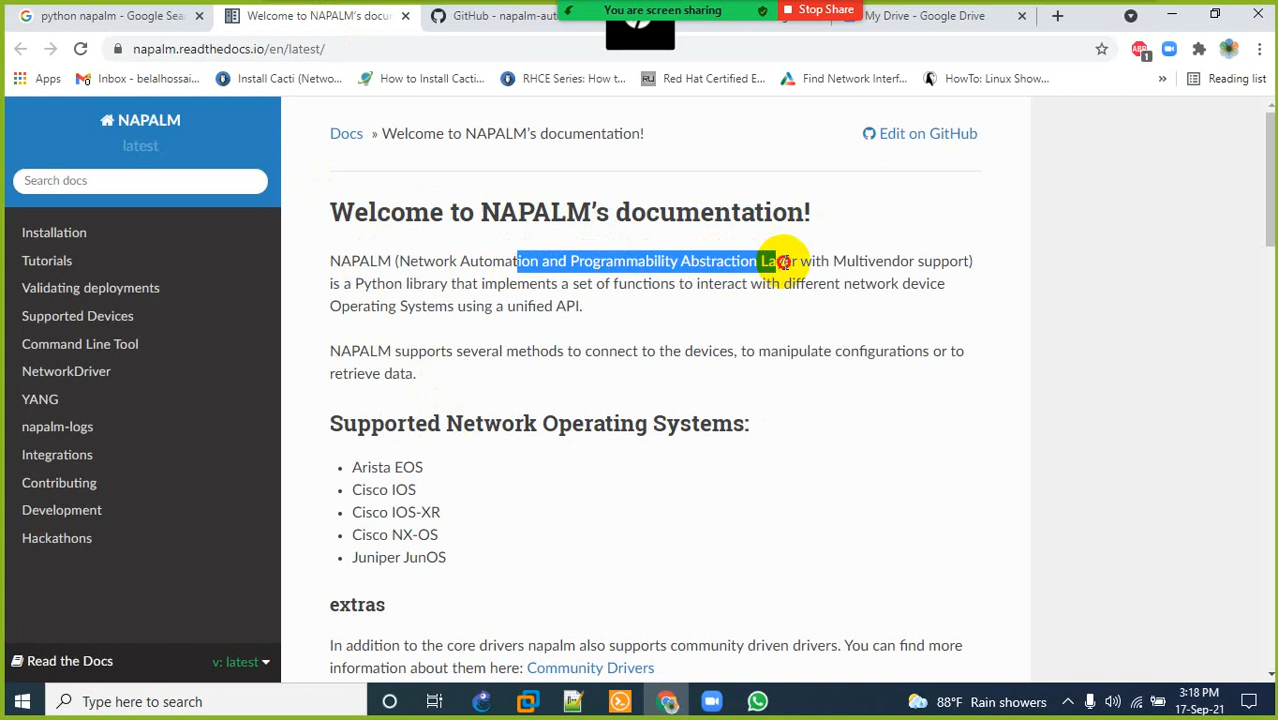 python napalm - Google Sea
Welcome to NAPALM's docu
GitHub - napalm-aut
You are screen sharing
Stop Share
My Drive - Google Drive
napalm.readthedocs.io/en/latest/
ABP
1
Apps
Inbox - belalhossai...
Install Cacti (Netwo...
How to Install Cacti...
RHCE Series: How t...
Red Hat Certified E...
Find Network Interf...
HowTo: Linux Show...
»
Reading list
NAPALM
latest
Search docs
Installation
Tutorials
Validating deployments
Supported Devices
Command Line Tool
NetworkDriver
YANG
napalm-logs
Integrations
Contributing
Development
Hackathons
Read the Docs
v: latest
Docs » Welcome to NAPALM's documentation!
Edit on GitHub
Welcome to NAPALM's documentation!
NAPALM (Network Automation and Programmability Abstraction Layer with Multivendor support)
is a Python library that implements a set of functions to interact with different network device
Operating Systems using a unified API.
NAPALM supports several methods to connect to the devices, to manipulate configurations or to
retrieve data.
Supported Network Operating Systems:
• Arista EOS
• Cisco IOS
• Cisco IOS-XR
• Cisco NX-OS
• Juniper JunOS
extras
In addition to the core drivers napalm also supports community driven drivers. You can find more
information about them here: Community Drivers
Type here to search
88°F Rain showers
3:18 PM
17-Sep-21